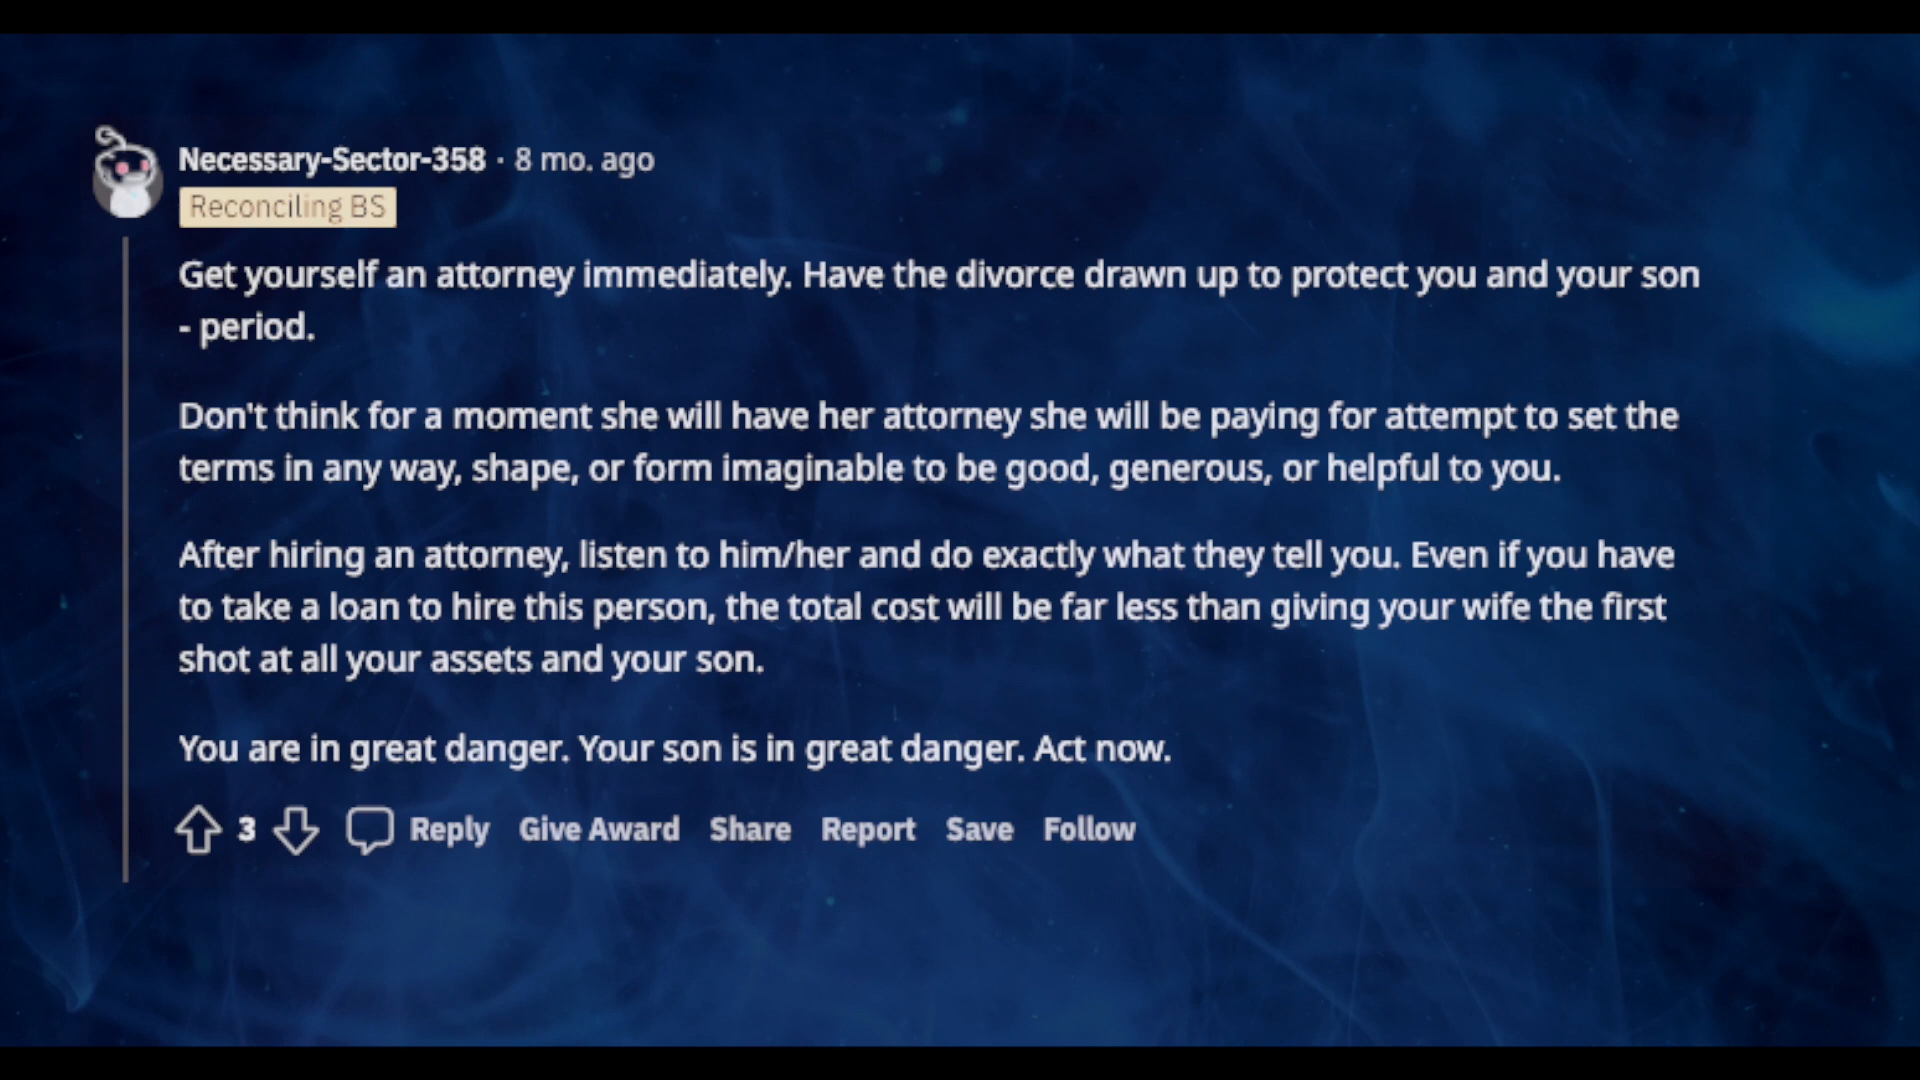 Necessary-Sector-358 · 8 mo. ago
Reconciling BS
Get yourself an attorney immediately. Have the divorce drawn up to protect you and your son
- period.
Don't think for a moment she will have her attorney she will be paying for attempt to set the
terms in any way, shape, or form imaginable to be good, generous, or helpful to you.
After hiring an attorney, listen to him/her and do exactly what they tell you. Even if you have
to take a loan to hire this person, the total cost will be far less than giving your wife the first
shot at all your assets and your son.
You are in great danger. Your son is in great danger. Act now.
3 Reply Give Award Share Report Save Follow